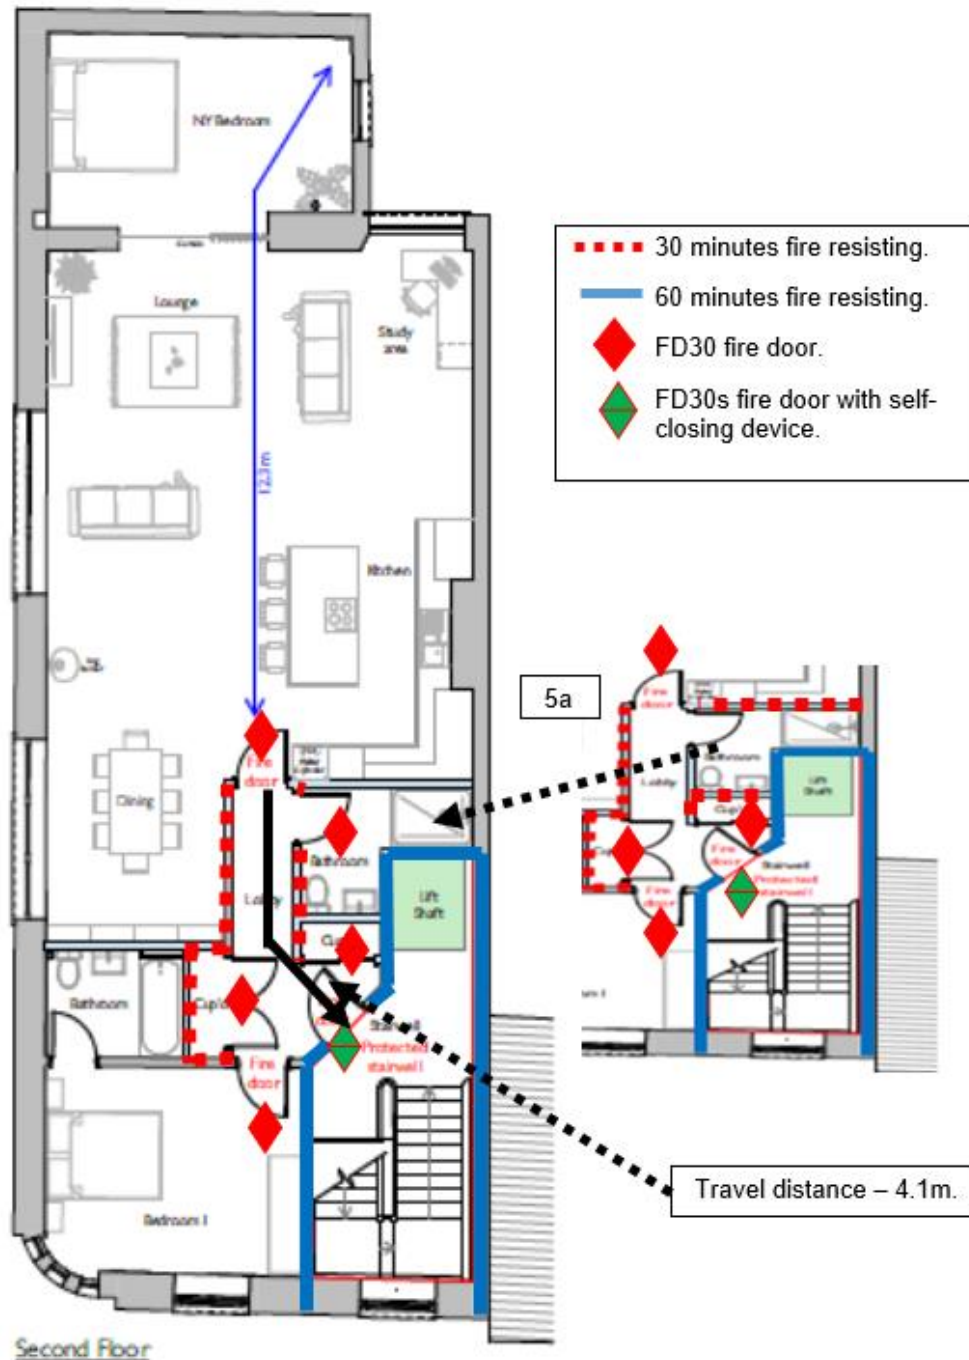 NY Bedroom
Lounge
Study
area
12.3m
Kitchen
Dining
Fire
door
Bathroom
Lobby
Lift
Shaft
Cup'd
Bathroom
Stairwell
Protected
stairwell
Fire
door
Bedroom 1
Second Floor
30 minutes fire resisting.
60 minutes fire resisting.
FD30 fire door.
FD30s fire door with self-
closing device.
5a
Fire
door
Bathroom
Lobby
Lift
Shaft
Cup'd
Fire
door
Stairwell
Protected
stairwell
Fire
door
Travel distance – 4.1m.